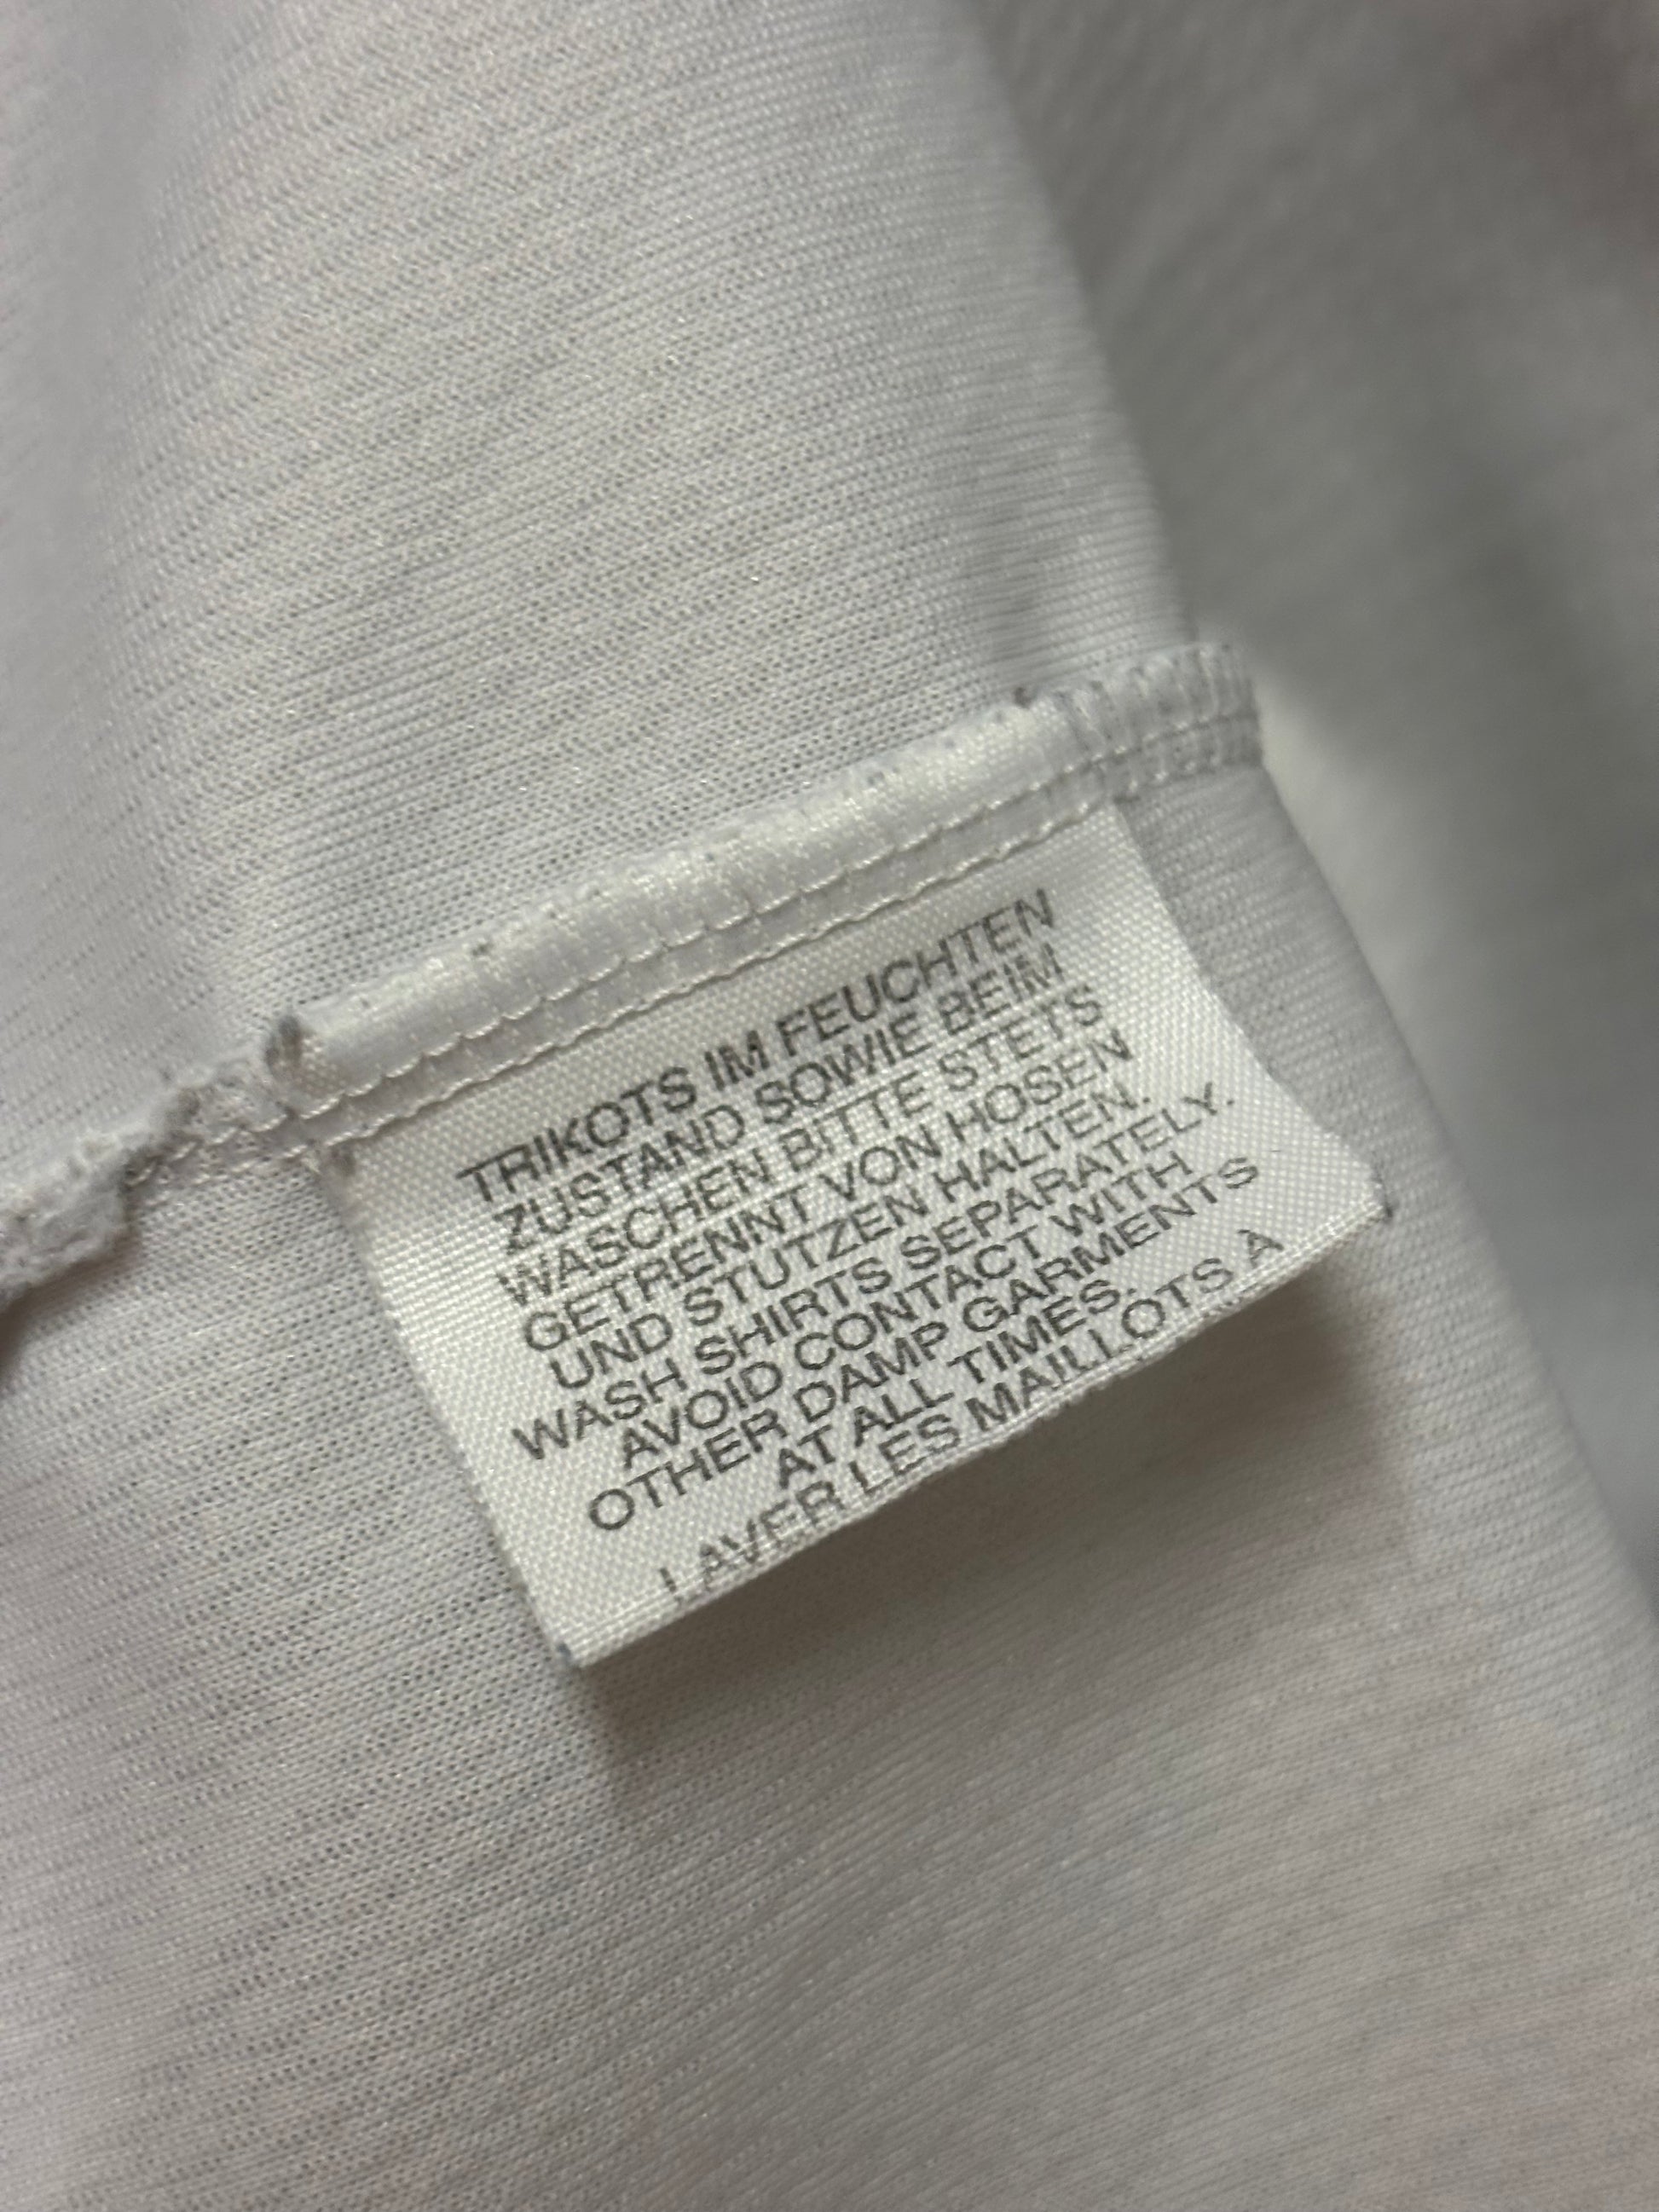 TRIKOTS IM FEUCHTEN
ZUSTAND SOWIE BEIM
WASCHEN BITTE STETS
GETRENNT VON HOSEN
UND STUTZEN HALTEN.
WASH SHIRTS SEPARATELY.
AVOID CONTACT WITH
OTHER DAMP GARMENTS
AT ALL TIMES.
LAVER LES MAILLOTS À